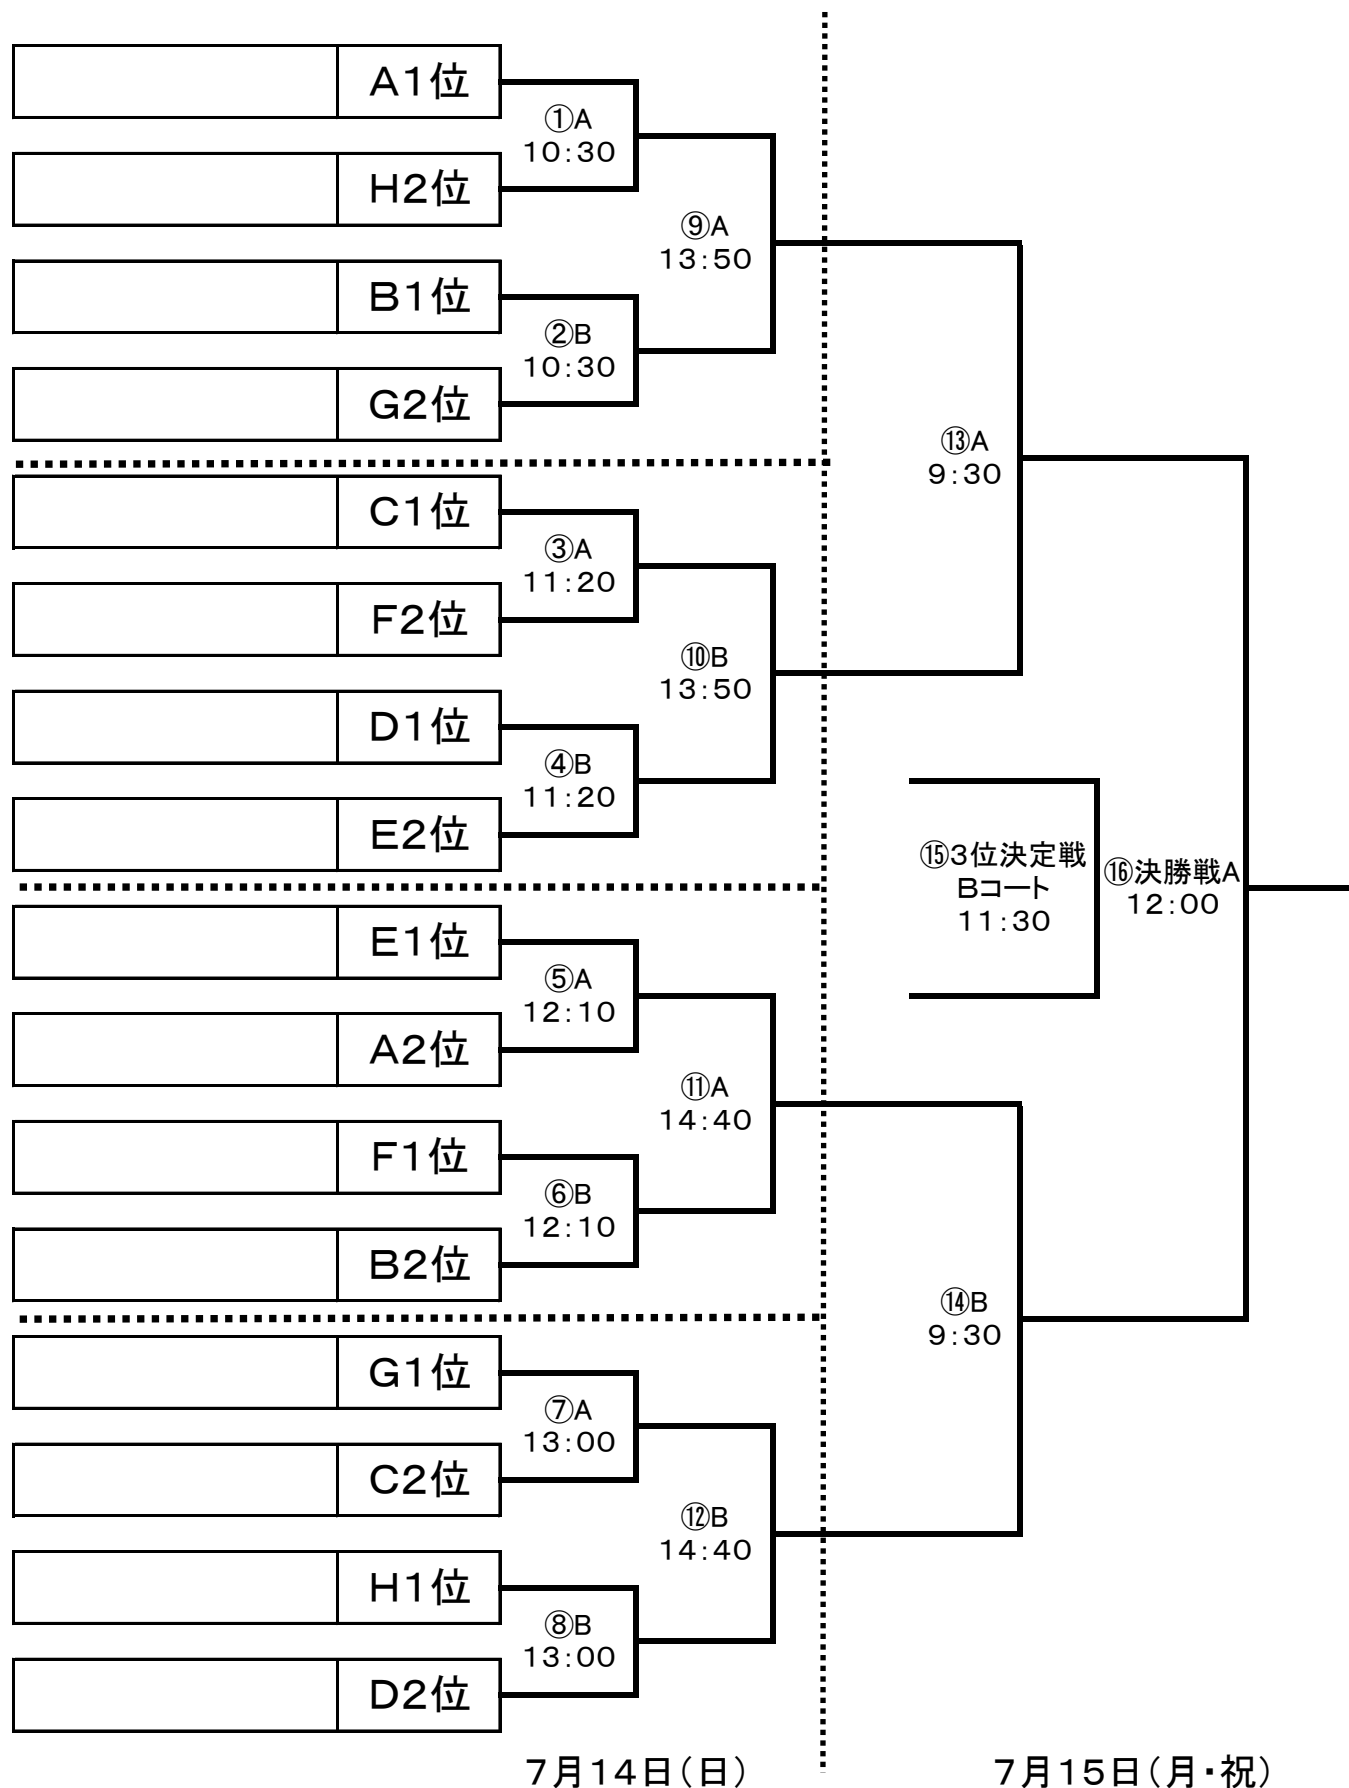 A1位
①A
10:30
H2位
⑨A
13:50
B1位
②B
10:30
G2位
⑬A
9:30
C1位
③A
11:20
F2位
⑩B
13:50
D1位
④B
11:20
E2位
⑮3位決定戦
Bコート
11:30
⑯決勝戦A
12:00
E1位
⑤A
12:10
A2位
⑪A
14:40
F1位
⑥B
12:10
B2位
⑭B
9:30
G1位
⑦A
13:00
C2位
⑫B
14:40
H1位
⑧B
13:00
D2位
7月14日(日)
7月15日(月・祝)